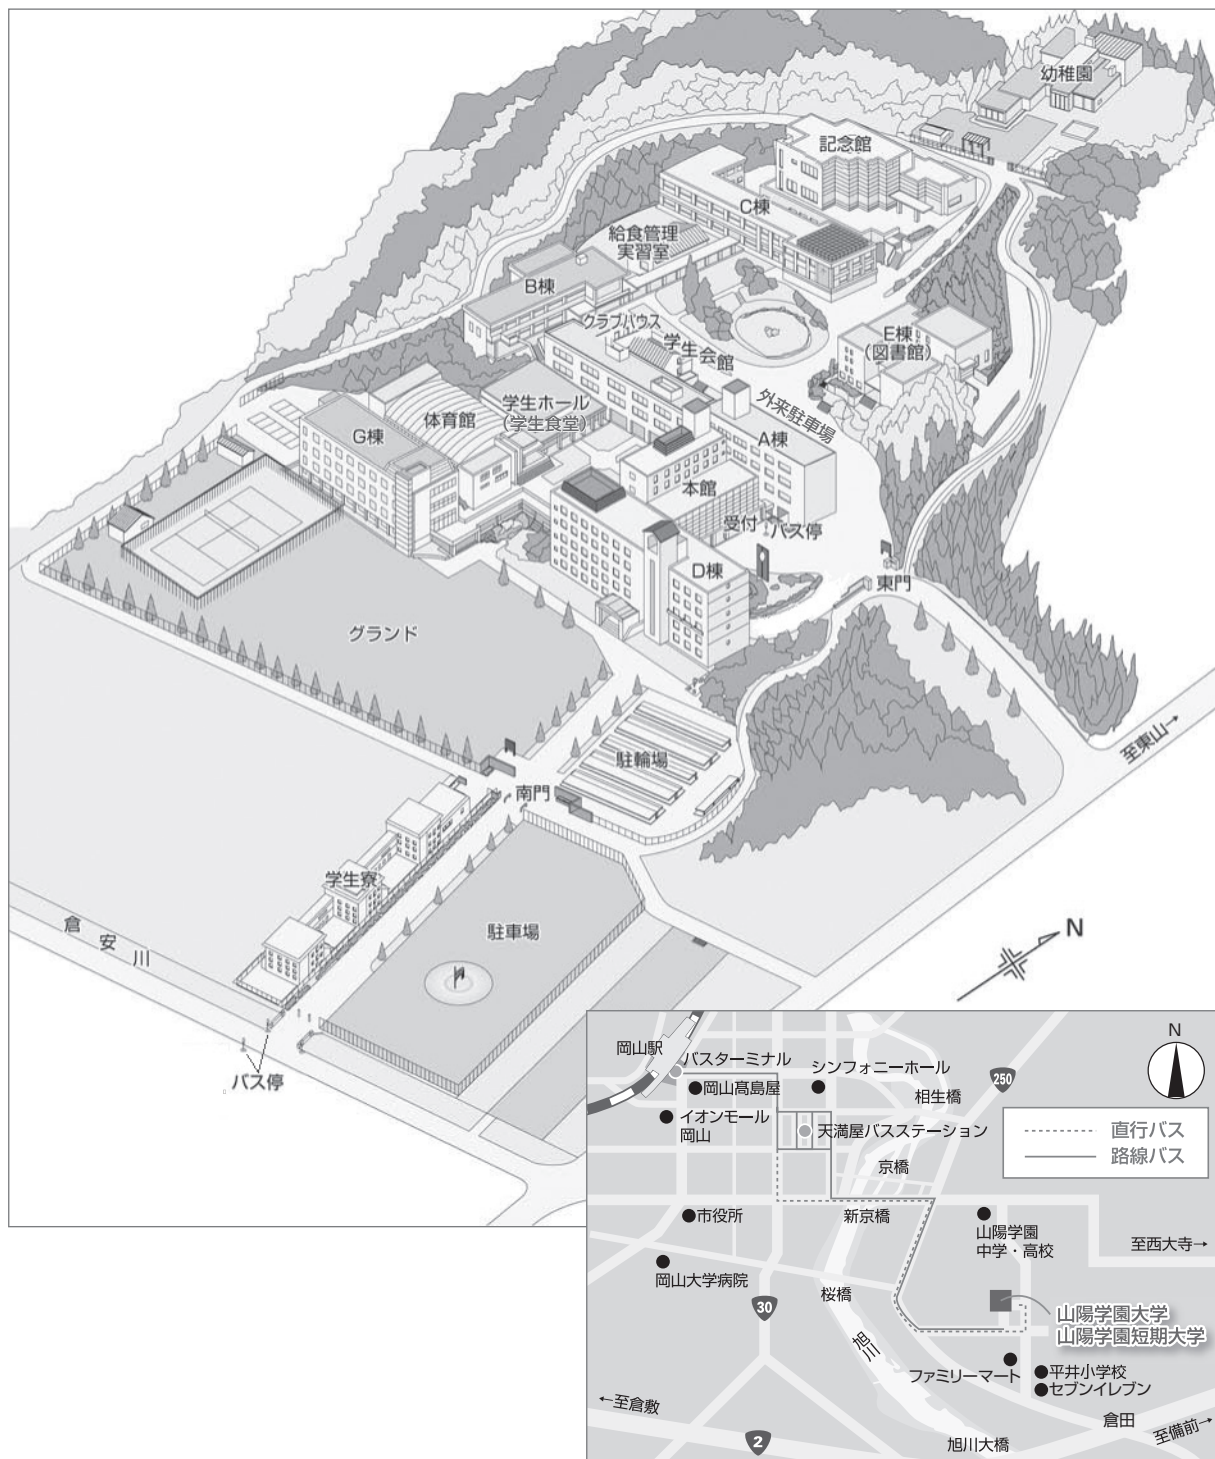 幼稚園
記念館
C棟
給食管理
実習室
B棟
クラブハウス
学生会館
E棟
(図書館)
外来駐車場
学生ホール
(学生食堂)
体育館
G棟
A棟
本館
受付
バス停
D棟
東門
グランド
至東山→
駐輪場
南門
学生寮
駐車場
倉安川
バス停
N
岡山駅
バスターミナル
岡山髙島屋
シンフォニーホール
イオンモール
岡山
天満屋バスステーション
相生橋
250
N
直行バス
路線バス
京橋
新京橋
市役所
山陽学園
中学・高校
至西大寺→
岡山大学病院
桜橋
30
旭川
山陽学園大学
山陽学園短期大学
ファミリーマート
平井小学校
セブンイレブン
←至倉敷
倉田
至備前→
2
旭川大橋